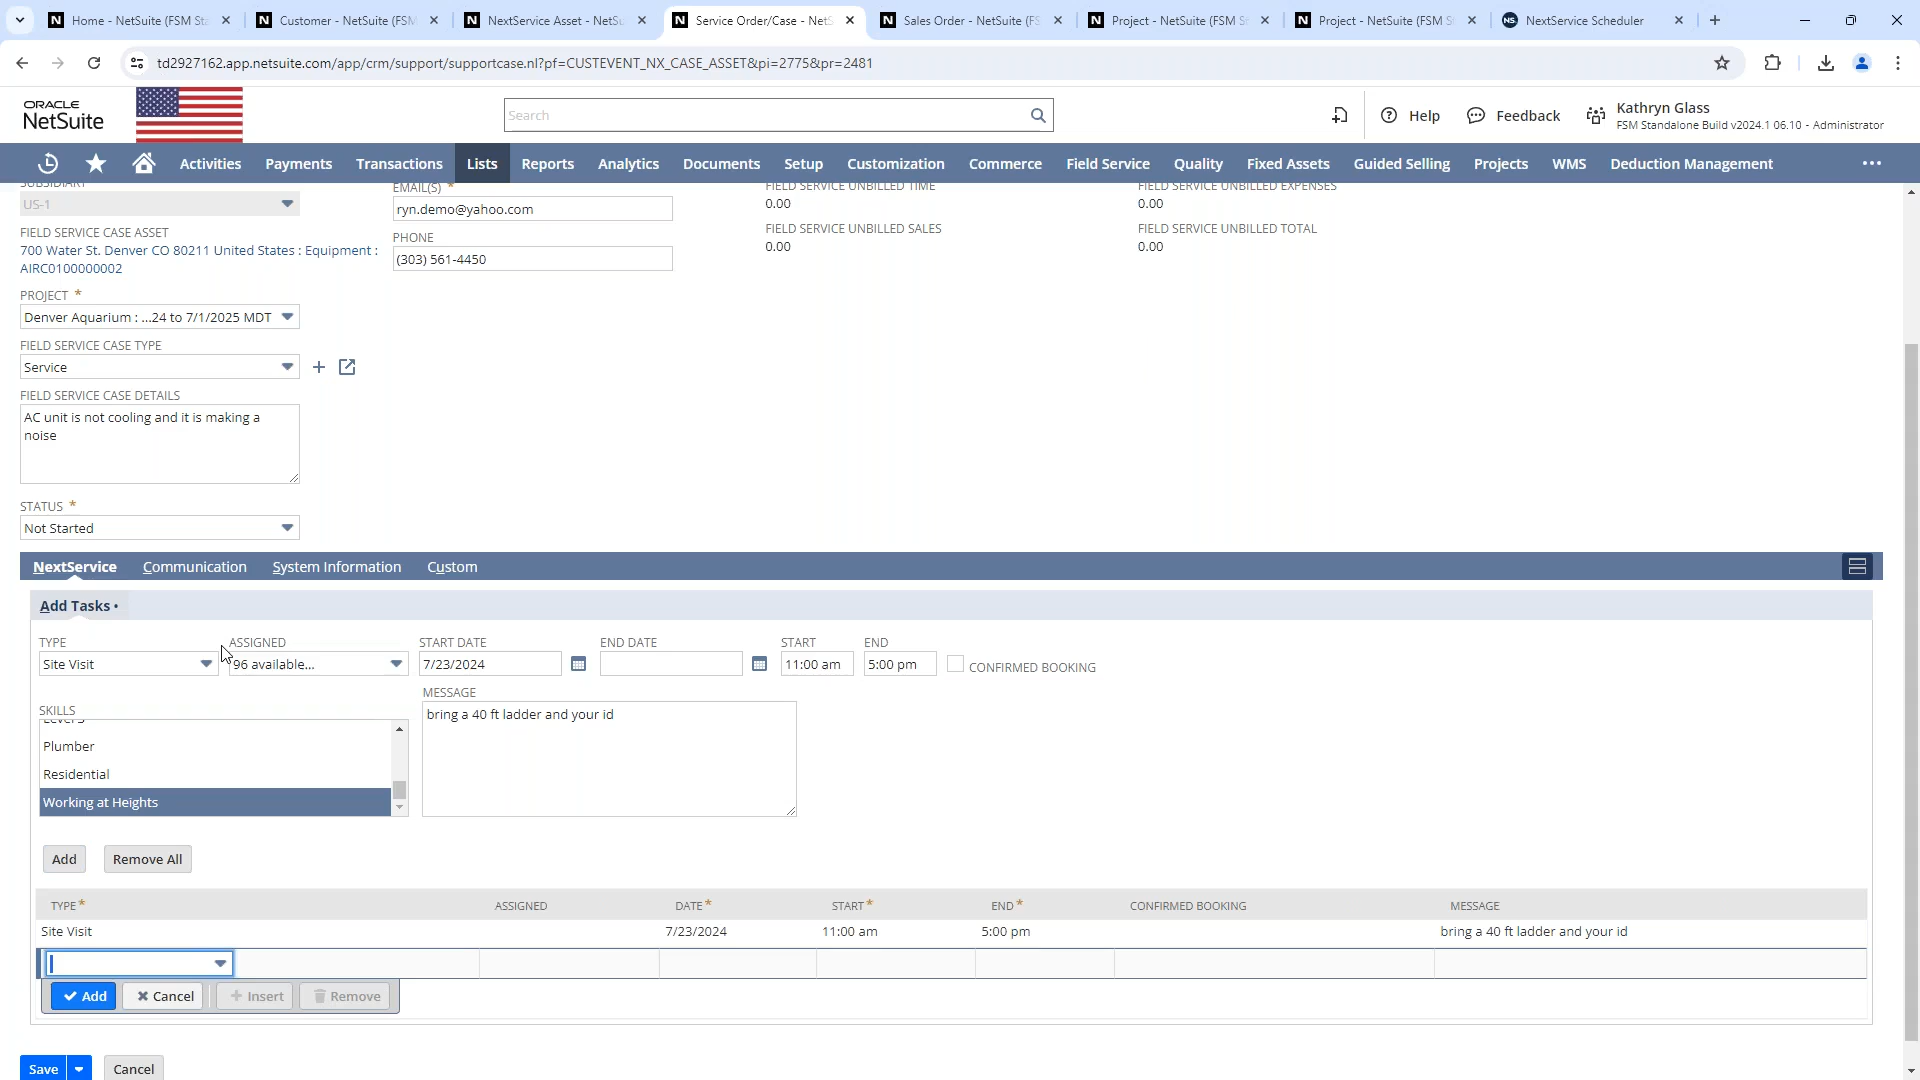 Home - NetSuite (FSM Sta
Customer - NetSuite (FSM
NextService Asset - NetSu
Service Order/Case - NetS
Sales Order - NetSuite (FS
Project - NetSuite (FSM S
Project - NetSuite (FSM S
NextService Scheduler
td2927162.app.netsuite.com/app/crm/support/supportcase.nl?pf=CUSTEVENT_NX_CASE_ASSET&pi=2775&pr=2481
ORACLE
NetSuite
Search
Help
Feedback
Kathryn Glass
FSM Standalone Build v2024.1 06.10 - Administrator
Activities Payments Transactions Lists Reports Analytics Documents Setup Customization Commerce Field Service Quality Fixed Assets Guided Selling Projects WMS Deduction Management
SUBSIDIARY
US-1
FIELD SERVICE CASE ASSET
700 Water St. Denver CO 80211 United States : Equipment :
AIRC0100000002
PROJECT *
Denver Aquarium : ...24 to 7/1/2025 MDT
FIELD SERVICE CASE TYPE
Service
FIELD SERVICE CASE DETAILS
AC unit is not cooling and it is making a
noise
STATUS *
Not Started
EMAIL(S) *
ryn.demo@yahoo.com
PHONE
(303) 561-4450
FIELD SERVICE UNBILLED TIME
0.00
FIELD SERVICE UNBILLED SALES
0.00
FIELD SERVICE UNBILLED EXPENSES
0.00
FIELD SERVICE UNBILLED TOTAL
0.00
NextService Communication System Information Custom
Add Tasks •
TYPE ASSIGNED START DATE END DATE START END
Site Visit 96 available... 7/23/2024 11:00 am 5:00 pm CONFIRMED BOOKING
SKILLS
Level 3
Plumber
Residential
Working at Heights
MESSAGE
bring a 40 ft ladder and your id
Add Remove All
TYPE * ASSIGNED DATE * START * END * CONFIRMED BOOKING MESSAGE
Site Visit 7/23/2024 11:00 am 5:00 pm bring a 40 ft ladder and your id
Add Cancel Insert Remove
Save Cancel